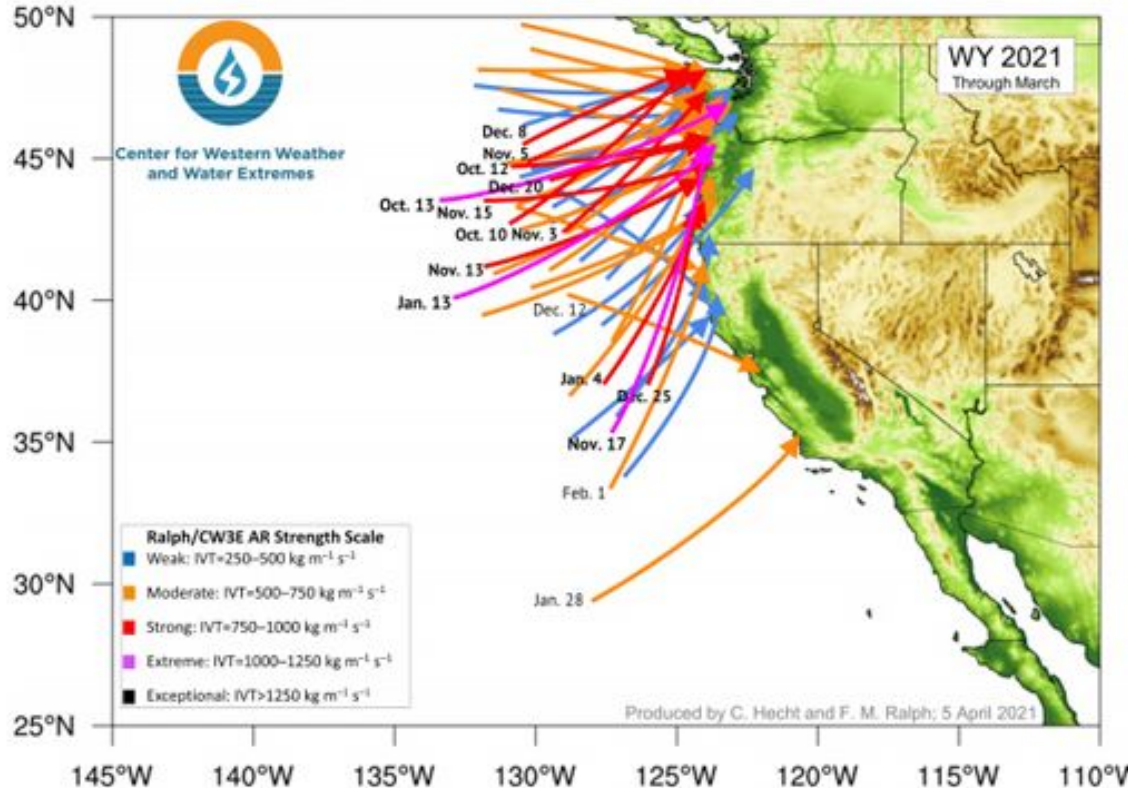 50°N
45°N
40°N
35°N
30°N
25°N
Center for Western Weather
and Water Extremes
WY 2021
Through March
Dec. 8
Nov. 5
Oct. 12
Dec. 20
Oct. 13
Nov. 15
Oct. 10 Nov. 3
Nov. 13
Jan. 13
Dec. 12
Jan. 4
Dec. 25
Nov. 17
Feb. 1
Jan. 28
Ralph/CW3E AR Strength Scale
Weak: IVT=250–500 kg m⁻¹ s⁻¹
Moderate: IVT=500–750 kg m⁻¹ s⁻¹
Strong: IVT=750–1000 kg m⁻¹ s⁻¹
Extreme: IVT=1000–1250 kg m⁻¹ s⁻¹
Exceptional: IVT>1250 kg m⁻¹ s⁻¹
Produced by C. Hecht and F. M. Ralph; 5 April 2021
145°W 140°W 135°W 130°W 125°W 120°W 115°W 110°W